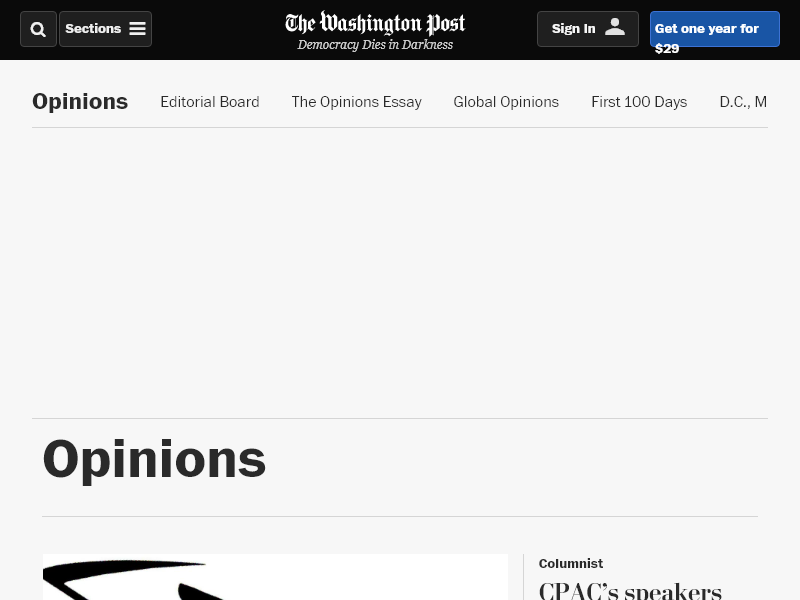 Sections
The Washington Post
Democracy Dies in Darkness
Sign In
Get one year for
$29
Opinions
Editorial Board
The Opinions Essay
Global Opinions
First 100 Days
D.C., M
Opinions
Columnist
CPAC's speakers